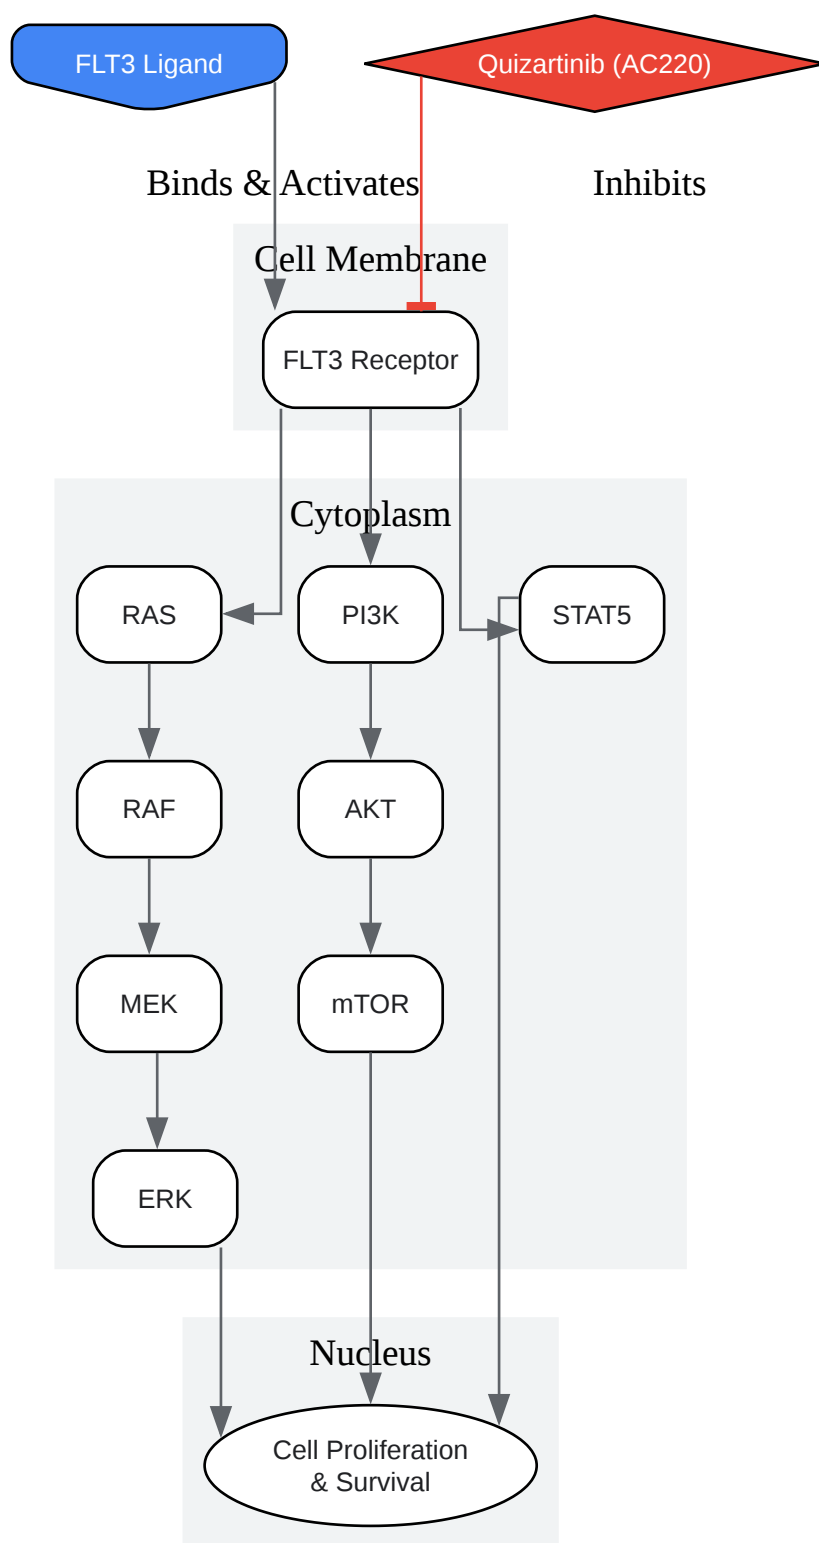 FLT3 Ligand
Quizartinib (AC220)
Binds & Activates
Inhibits
Cell Membrane
FLT3 Receptor
Cytoplasm
RAS
PI3K
STAT5
RAF
AKT
MEK
mTOR
ERK
Nucleus
Cell Proliferation
& Survival